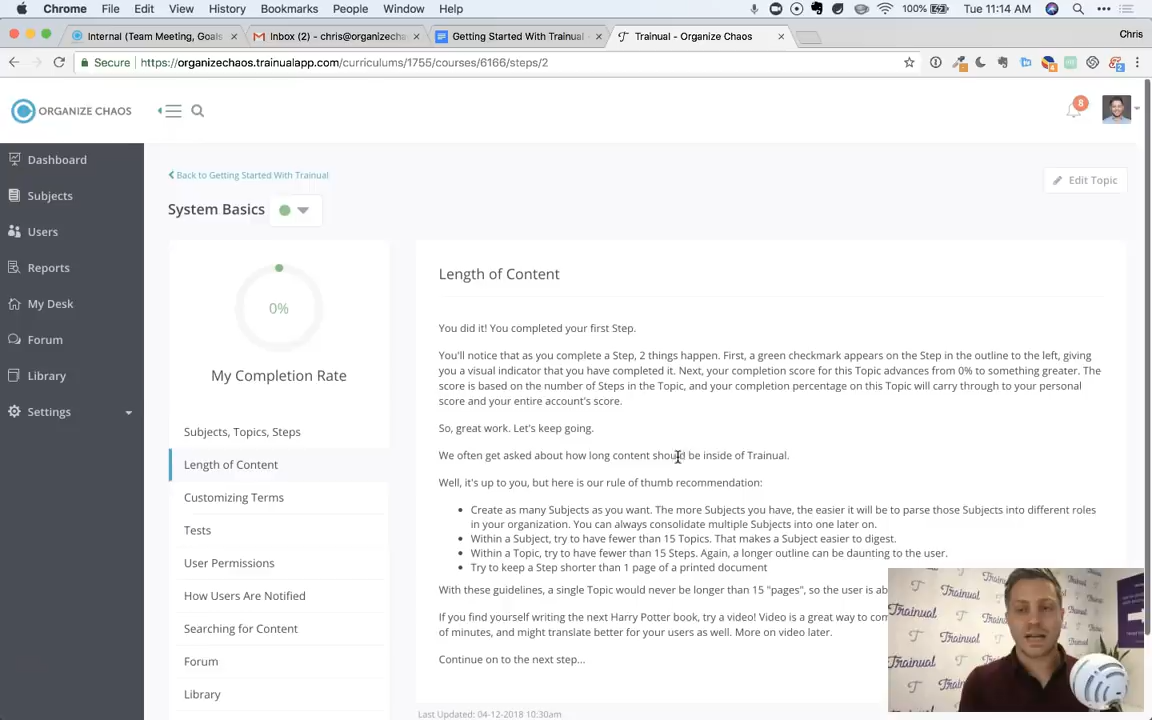 Chrome File Edit View History Bookmarks People Window Help 100% Tue 11:14 AM
Internal (Team Meeting, Goals Inbox (2) - chris@organizecha Getting Started With Trainual - Trainual - Organize Chaos Chris
Secure https://organizechaos.trainualapp.com/curriculums/1755/courses/6166/steps/2
ORGANIZE CHAOS 8
Dashboard
Subjects
Users
Reports
My Desk
Forum
Library
Settings
Back to Getting Started With Trainual
Edit Topic
System Basics
0%
My Completion Rate
Subjects, Topics, Steps
Length of Content
Customizing Terms
Tests
User Permissions
How Users Are Notified
Searching for Content
Forum
Library
Length of Content
You did it! You completed your first Step.
You'll notice that as you complete a Step, 2 things happen. First, a green checkmark appears on the Step in the outline to the left, giving
you a visual indicator that you have completed it. Next, your completion score for this Topic advances from 0% to something greater. The
score is based on the number of Steps in the Topic, and your completion percentage on this Topic will carry through to your personal
score and your entire account's score.
So, great work. Let's keep going.
We often get asked about how long content should be inside of Trainual.
Well, it's up to you, but here is our rule of thumb recommendation:
Create as many Subjects as you want. The more Subjects you have, the easier it will be to parse those Subjects into different roles
in your organization. You can always consolidate multiple Subjects into one later on.
Within a Subject, try to have fewer than 15 Topics. That makes a Subject easier to digest.
Within a Topic, try to have fewer than 15 Steps. Again, a longer outline can be daunting to the user.
Try to keep a Step shorter than 1 page of a printed document
With these guidelines, a single Topic would never be longer than 15 "pages", so the user is ab
If you find yourself writing the next Harry Potter book, try a video! Video is a great way to com
of minutes, and might translate better for your users as well. More on video later.
Continue on to the next step...
Last Updated: 04-12-2018 10:30am
Trainual
Trainual
Trainual